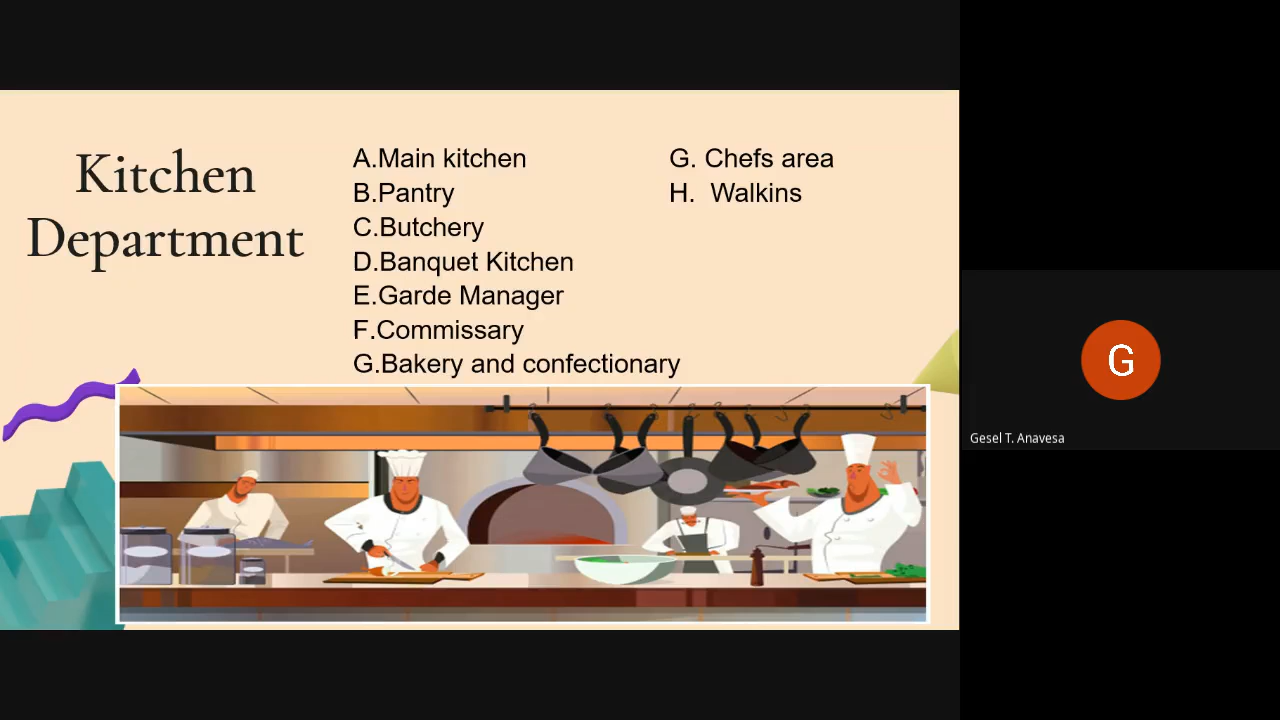 Kitchen
Department
A.Main kitchen
B.Pantry
C.Butchery
D.Banquet Kitchen
E.Garde Manager
F.Commissary
G.Bakery and confectionary
G. Chefs area
H.  Walkins
G
Gesel T. Anavesa